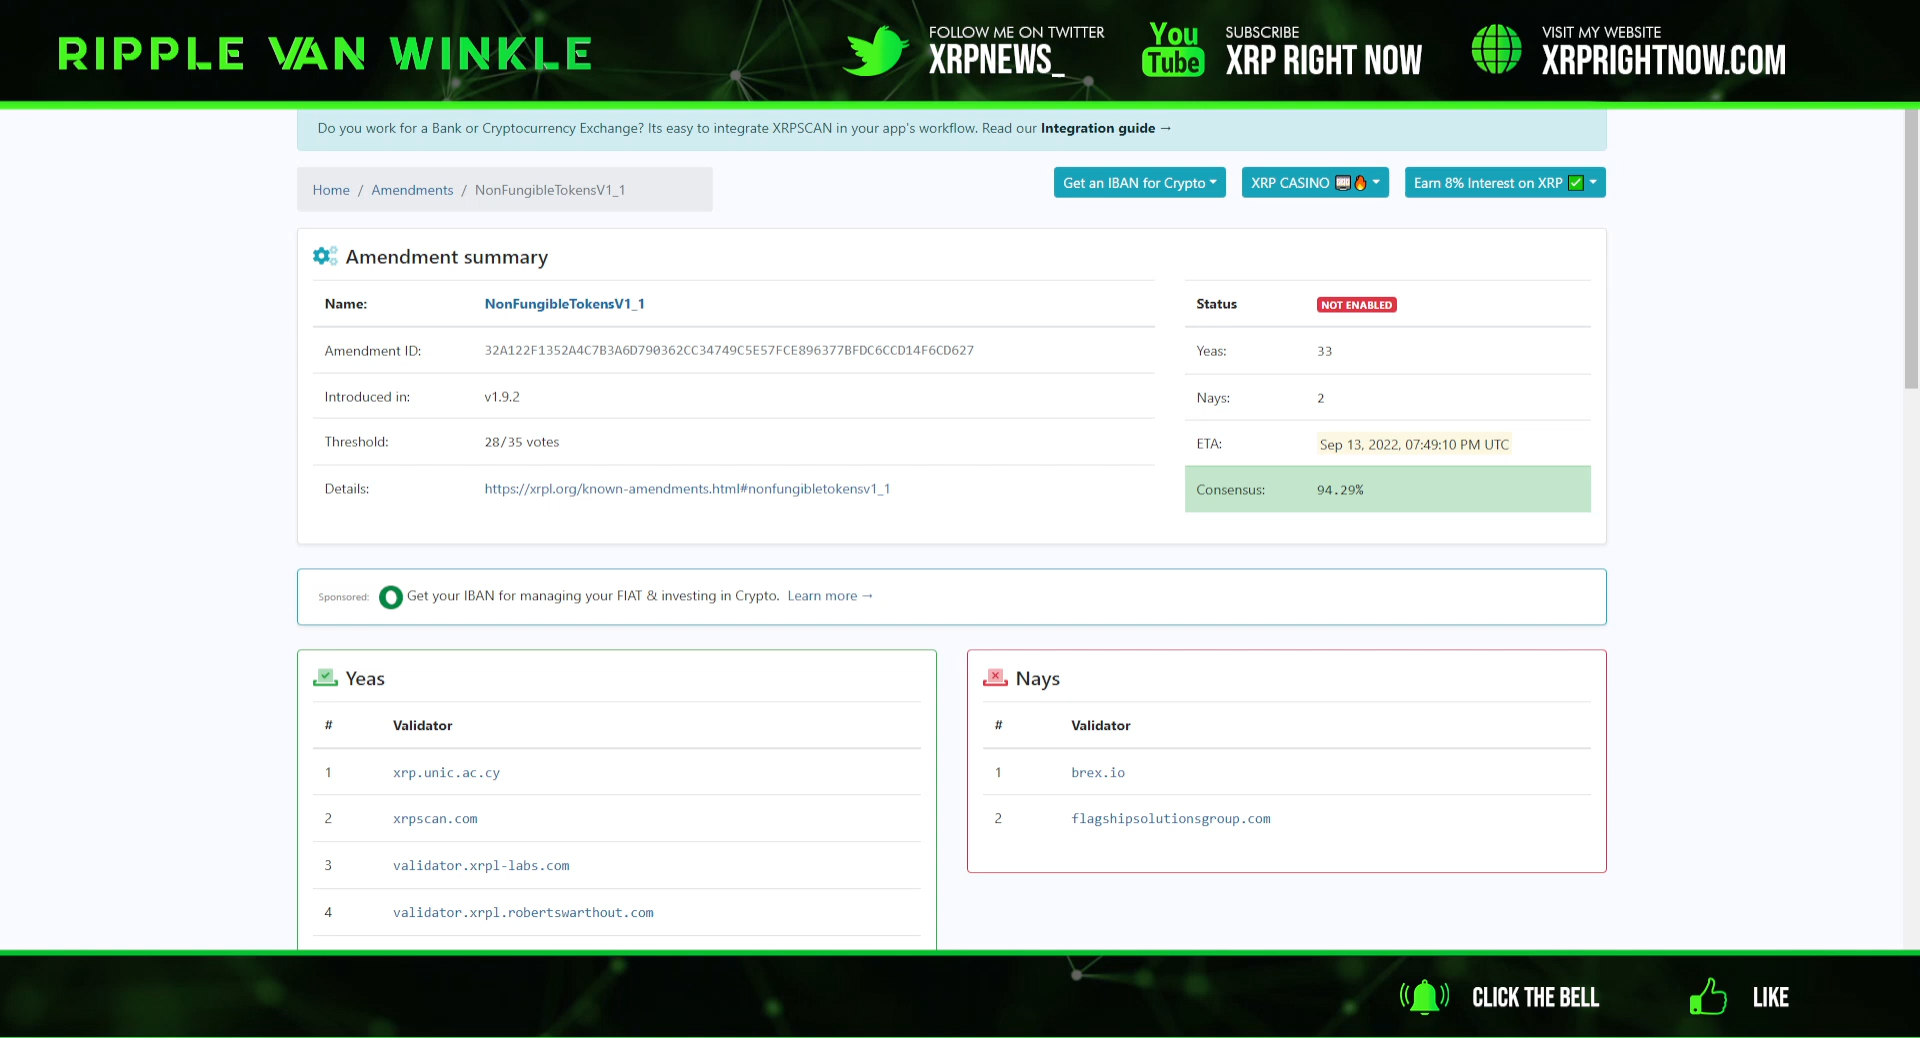 RIPPLE VAN WINKLE
FOLLOW ME ON TWITTER
XRPNEWS_
You
Tube
SUBSCRIBE
XRP RIGHT NOW
VISIT MY WEBSITE
XRPRIGHTNOW.COM
Do you work for a Bank or Cryptocurrency Exchange? Its easy to integrate XRPSCAN in your app's workflow. Read our Integration guide →
Home / Amendments / NonFungibleTokensV1_1
Get an IBAN for Crypto
XRP CASINO
Earn 8% Interest on XRP
Amendment summary
Name: NonFungibleTokensV1_1
Amendment ID: 32A122F1352A4C7B3A6D790362CC34749C5E57FCE896377BFDC6CCD14F6CD627
Introduced in: v1.9.2
Threshold: 28/35 votes
Details: https://xrpl.org/known-amendments.html#nonfungibletokensv1_1
Status NOT ENABLED
Yeas: 33
Nays: 2
ETA: Sep 13, 2022, 07:49:10 PM UTC
Consensus: 94.29%
Sponsored: Get your IBAN for managing your FIAT & investing in Crypto. Learn more →
Yeas
# Validator
1 xrp.unic.ac.cy
2 xrpscan.com
3 validator.xrpl-labs.com
4 validator.xrpl.robertswarthout.com
Nays
# Validator
1 brex.io
2 flagshipsolutionsgroup.com
CLICK THE BELL
LIKE